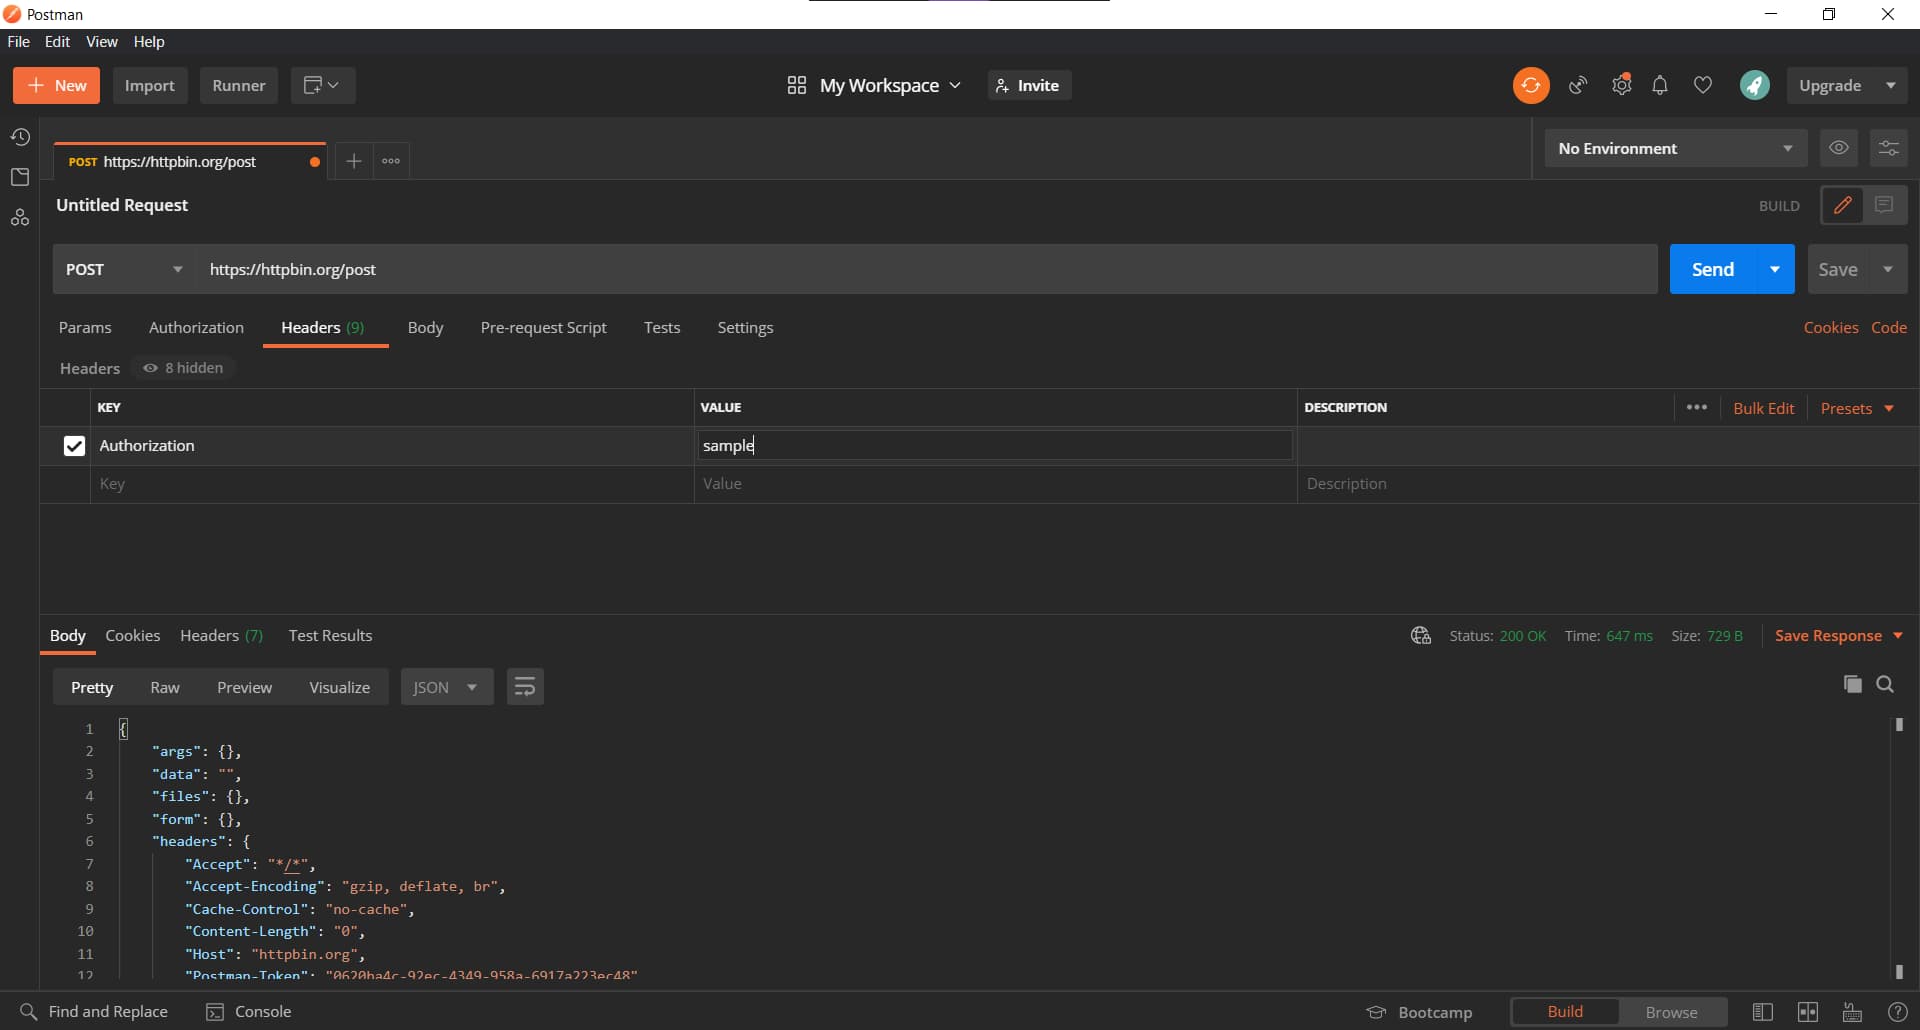 Postman
File Edit View Help
New Import Runner My Workspace Invite Upgrade
POST https://httpbin.org/post No Environment
Untitled Request BUILD
POST https://httpbin.org/post Send Save
Params Authorization Headers (9) Body Pre-request Script Tests Settings Cookies Code
Headers 8 hidden
KEY VALUE DESCRIPTION ••• Bulk Edit Presets
Authorization sample
Key Value Description
Body Cookies Headers (7) Test Results Status: 200 OK Time: 647 ms Size: 729 B Save Response
Pretty Raw Preview Visualize JSON
1 {
2 "args": {},
3 "data": "",
4 "files": {},
5 "form": {},
6 "headers": {
7 "Accept": "*/*",
8 "Accept-Encoding": "gzip, deflate, br",
9 "Cache-Control": "no-cache",
10 "Content-Length": "0",
11 "Host": "httpbin.org",
12 "Postman-Token": "0620ba4c-92ec-4349-958a-6917a223ec48"
Find and Replace Console Bootcamp Build Browse